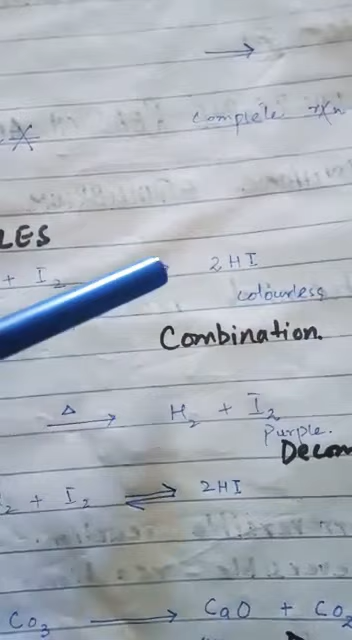 →
complete rxn
LES
+ I₂ 2HI
colourless
Combination.
Δ→ H₂ + I₂
Purple.
Decom
₂ + I₂ ⇌ 2HI
CO₃ → CaO + CO₂